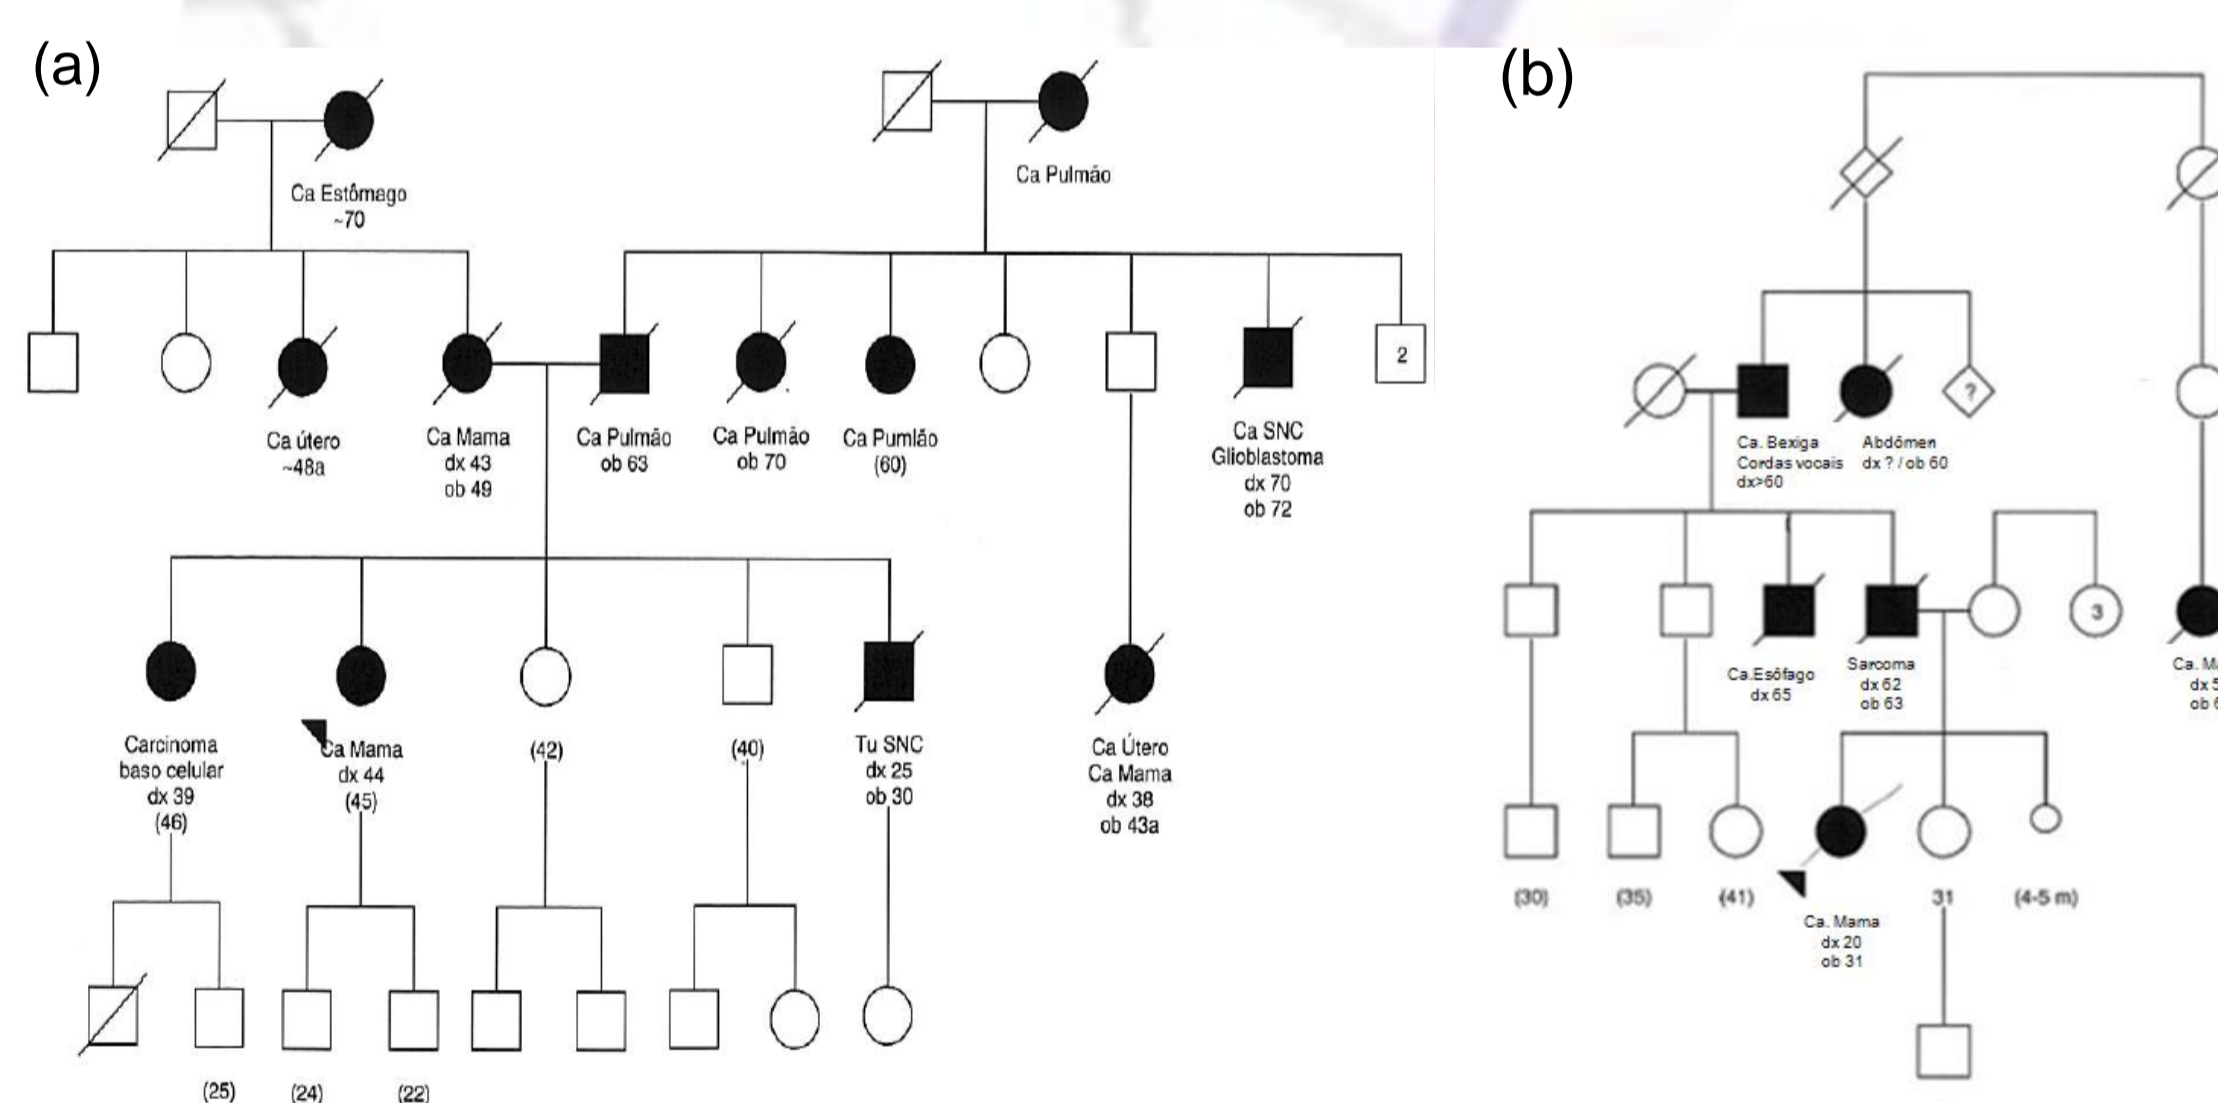 (a)
(b)
Ca Estômago
~70
Ca Pulmão
2
Ca útero
~48a
Ca Mama
dx 43
ob 49
Ca Pulmão
ob 63
Ca Pulmão
ob 70
Ca Pumlão
(60)
Ca SNC
Glioblastoma
dx 70
ob 72
Carcinoma
baso celular
dx 39
(46)
Ca Mama
dx 44
(45)
(42)
(40)
Tu SNC
dx 25
ob 30
Ca Útero
Ca Mama
dx 38
ob 43a
(25)
(24)
(22)
?
Ca. Bexiga
Cordas vocais
dx>60
Abdômen
dx ? / ob 60
3
Ca.Esôfago
dx 65
Sarcoma
dx 62
ob 63
Ca.
dx
ob
(30)
(35)
(41)
Ca. Mama
dx 20
ob 31
31
(4-5 m)